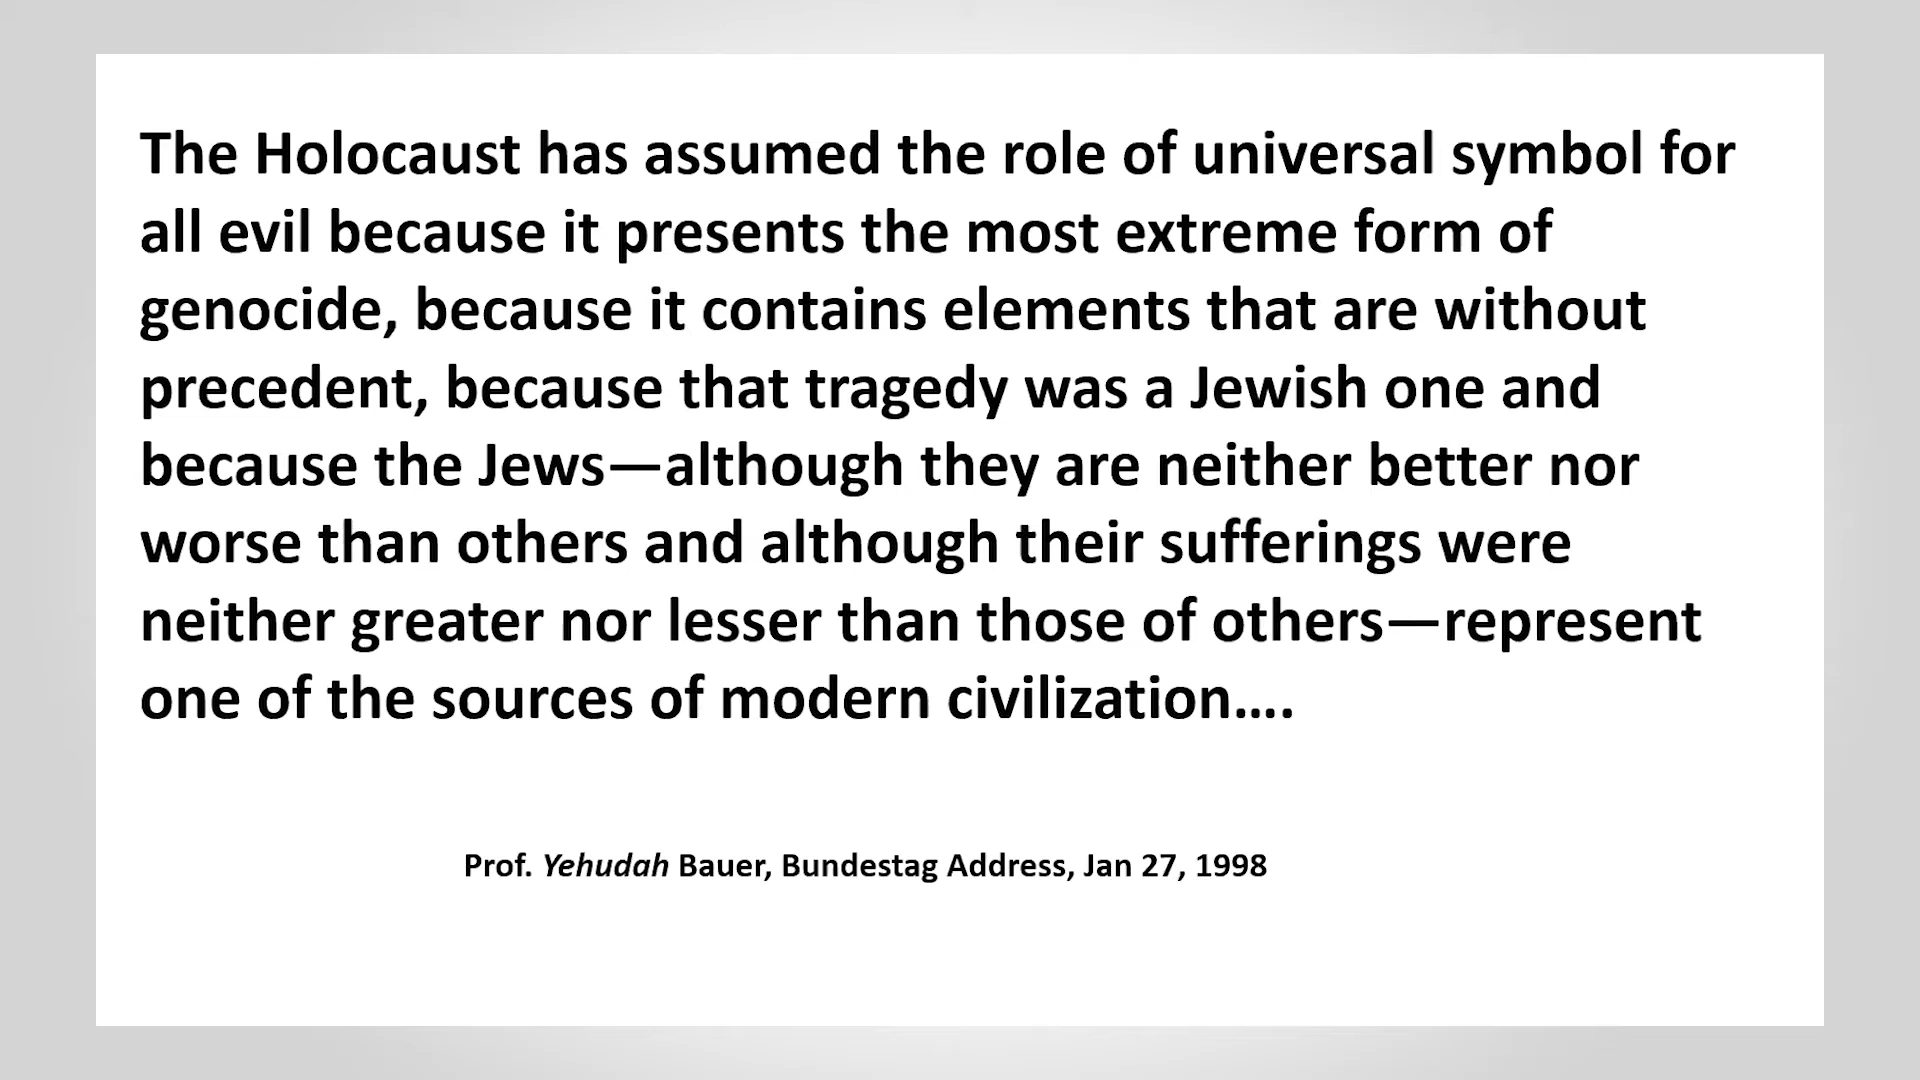 The Holocaust has assumed the role of universal symbol for
all evil because it presents the most extreme form of
genocide, because it contains elements that are without
precedent, because that tragedy was a Jewish one and
because the Jews—although they are neither better nor
worse than others and although their sufferings were
neither greater nor lesser than those of others—represent
one of the sources of modern civilization….
Prof. Yehudah Bauer, Bundestag Address, Jan 27, 1998